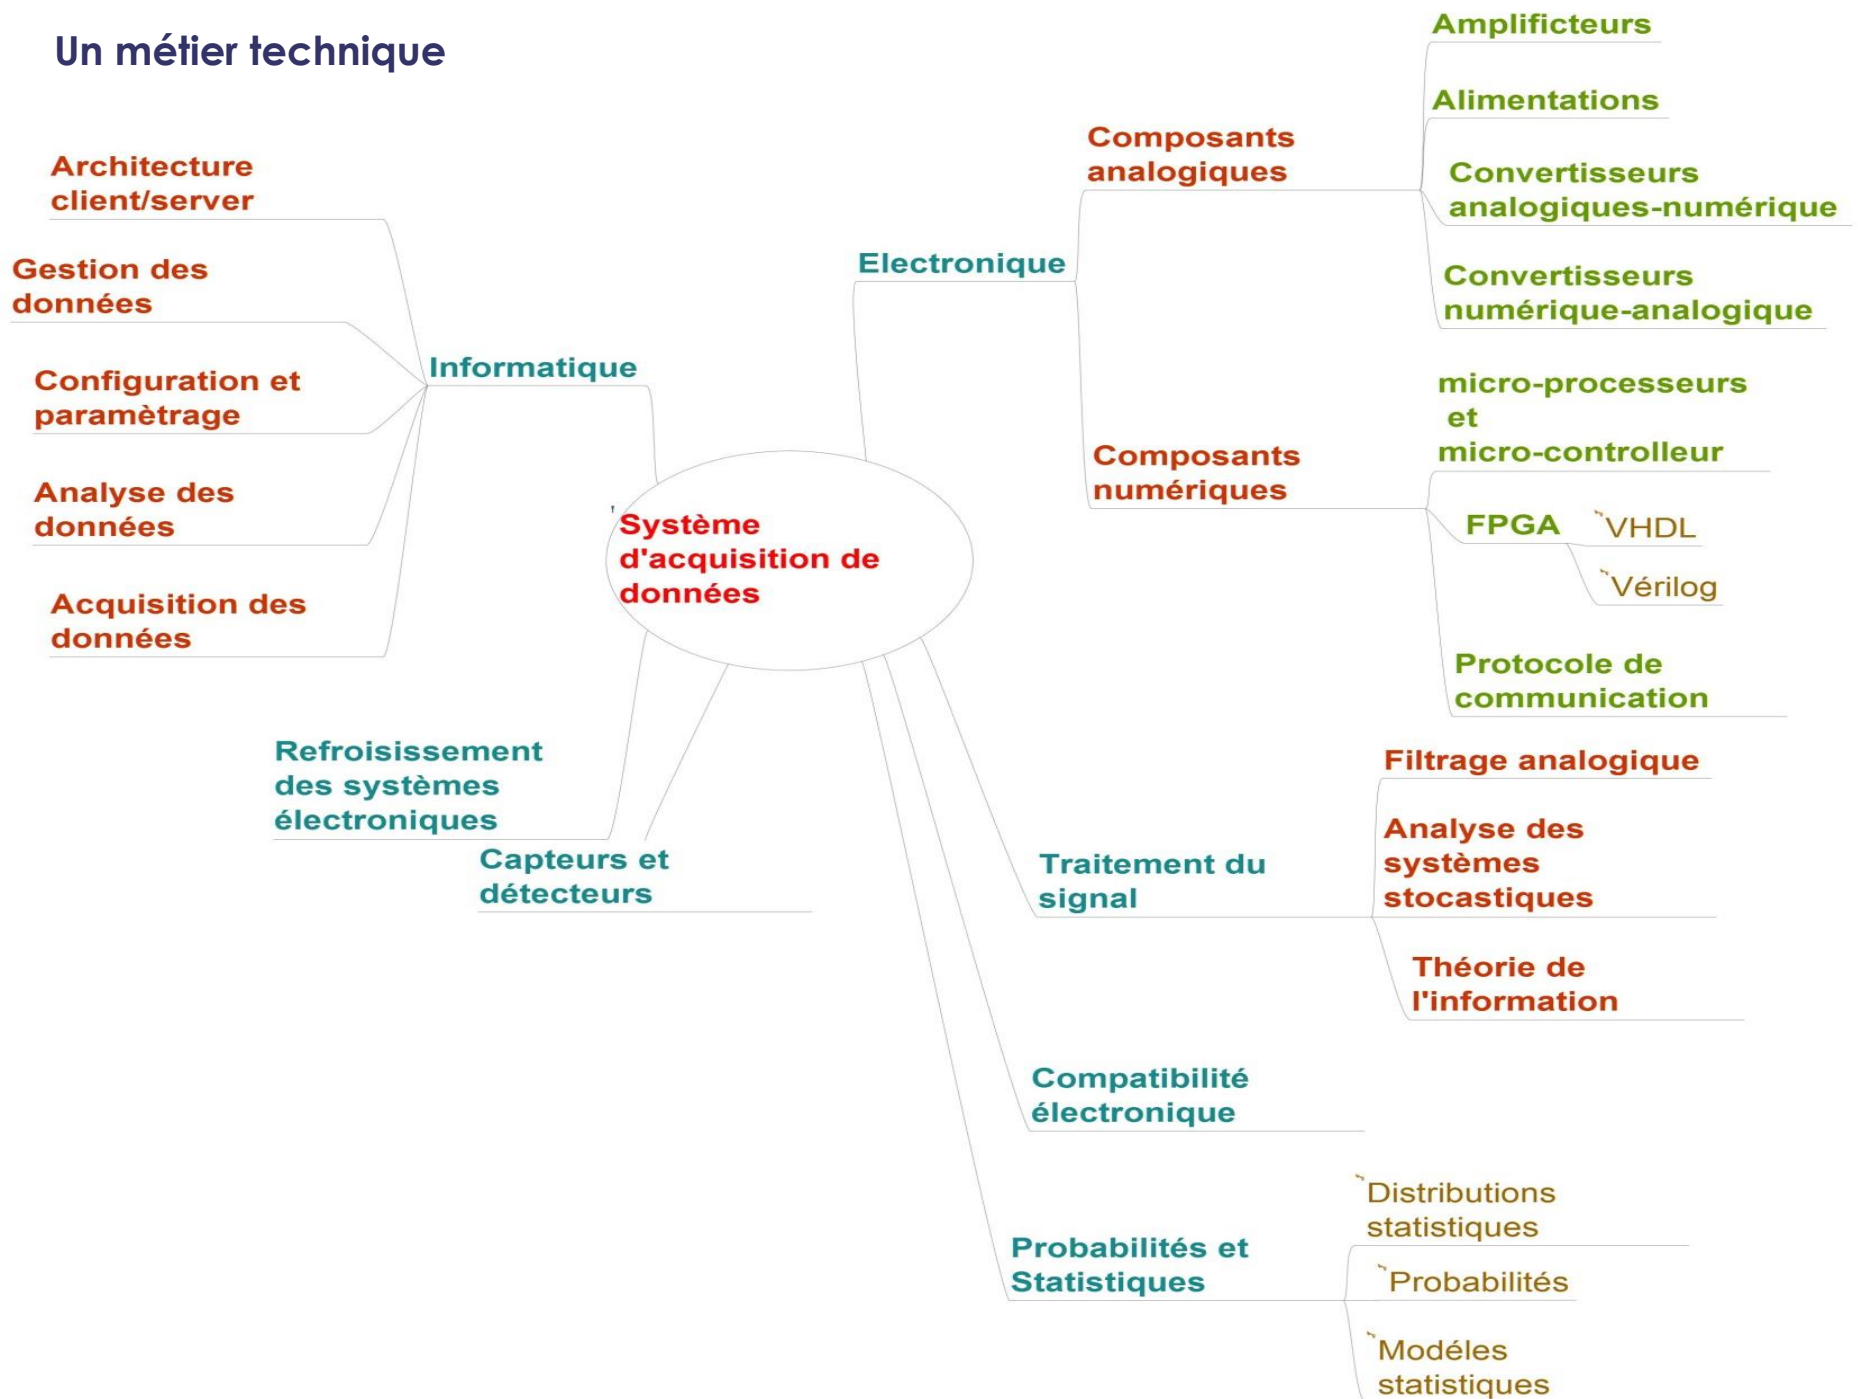 Un métier technique
Architecture
client/server
Gestion des
données
Configuration et
paramètrage
Analyse des
données
Acquisition des
données
Informatique
Système
d'acquisition de
données
Refroisissement
des systèmes
électroniques
Capteurs et
détecteurs
Electronique
Composants
analogiques
Amplificteurs
Alimentations
Convertisseurs
analogiques-numérique
Convertisseurs
numérique-analogique
Composants
numériques
micro-processeurs
et
micro-controlleur
FPGA
VHDL
Vérilog
Protocole de
communication
Traitement du
signal
Filtrage analogique
Analyse des
systèmes
stocastiques
Théorie de
l'information
Compatibilité
électronique
Probabilités et
Statistiques
Distributions
statistiques
Probabilités
Modéles
statistiques